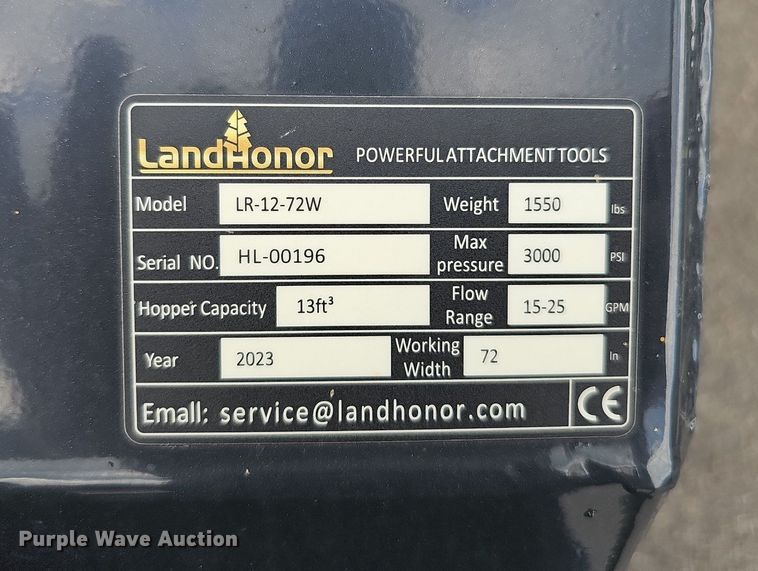 LandHonor POWERFUL ATTACHMENT TOOLS
Model LR-12-72W Weight 1550 lbs
Serial NO. HL-00196 Max pressure 3000 PSI
Hopper Capacity 13ft³ Flow Range 15-25 GPM
Year 2023 Working Width 72 In
Email: service@landhonor.com CE
Purple Wave Auction